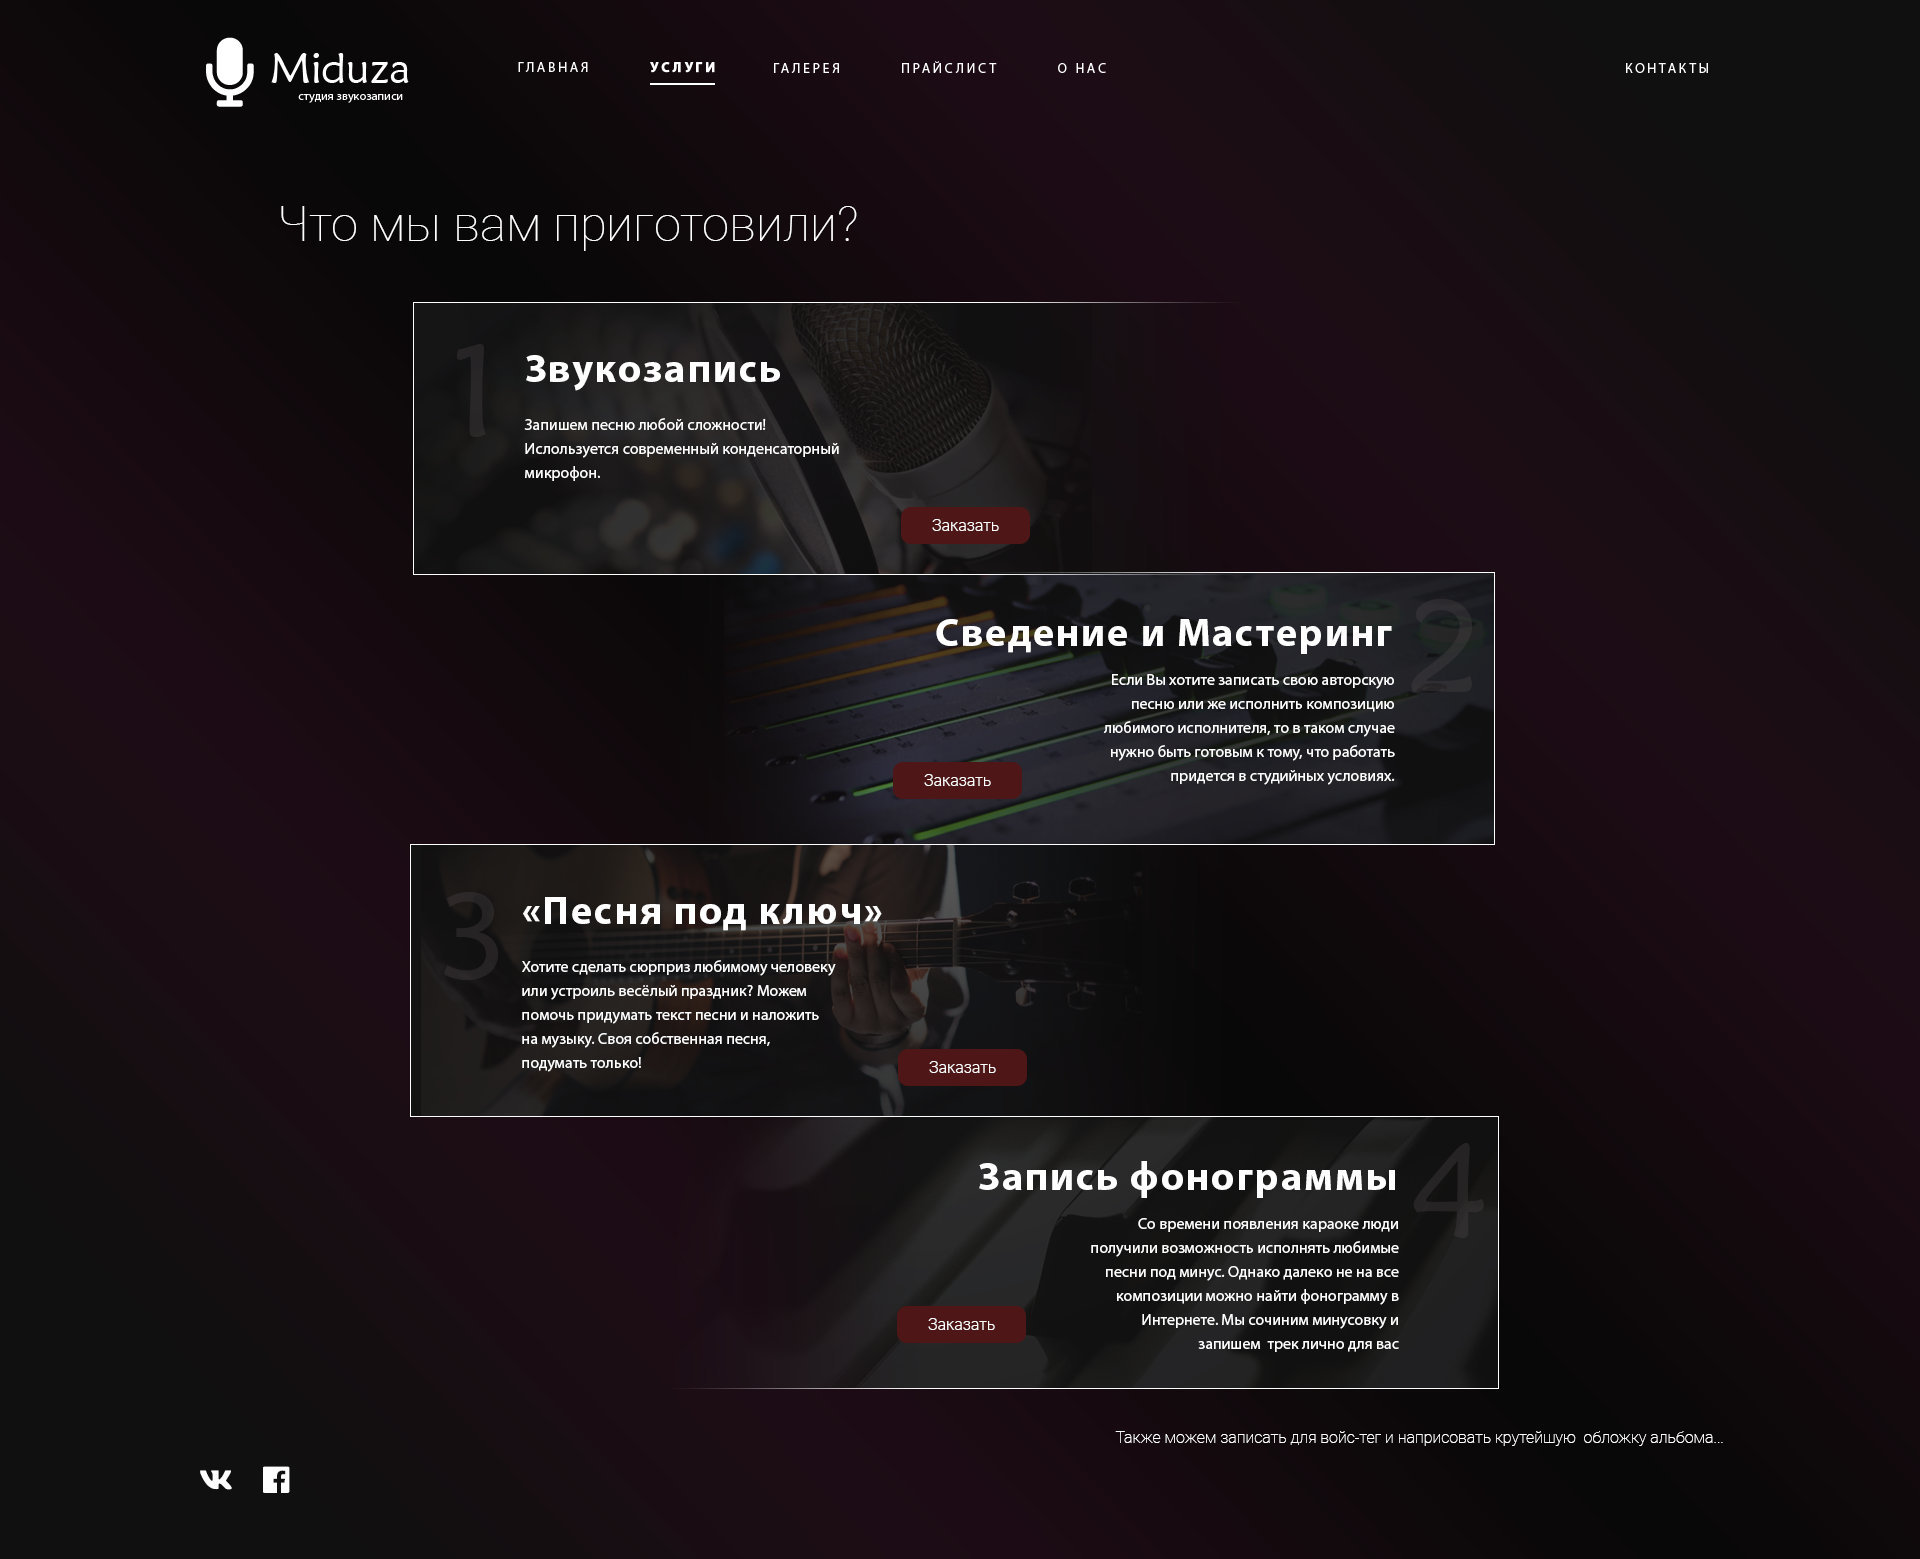 Miduza
студия звукозаписи
ГЛАВНАЯ
УСЛУГИ
ГАЛЕРЕЯ
ПРАЙСЛИСТ
О НАС
КОНТАКТЫ
Что мы вам приготовили?
1
Звукозапись
Запишем песню любой сложности!
Ислользуется современный конденсаторный
микрофон.
Заказать
2
Сведение и Мастеринг
Если Вы хотите записать свою авторскую
песню или же исполнить композицию
любимого исполнителя, то в таком случае
нужно быть готовым к тому, что работать
придется в студийных условиях.
Заказать
3
«Песня под ключ»
Хотите сделать сюрприз любимому человеку
или устроиль весёлый праздник? Можем
помочь придумать текст песни и наложить
на музыку. Своя собственная песня,
подумать только!
Заказать
4
Запись фонограммы
Со времени появления караоке люди
получили возможность исполнять любимые
песни под минус. Однако далеко не на все
композиции можно найти фонограмму в
Интернете. Мы сочиним минусовку и
запишем  трек лично для вас
Заказать
Также можем записать для войс-тег и наприсовать крутейшую  обложку альбома...